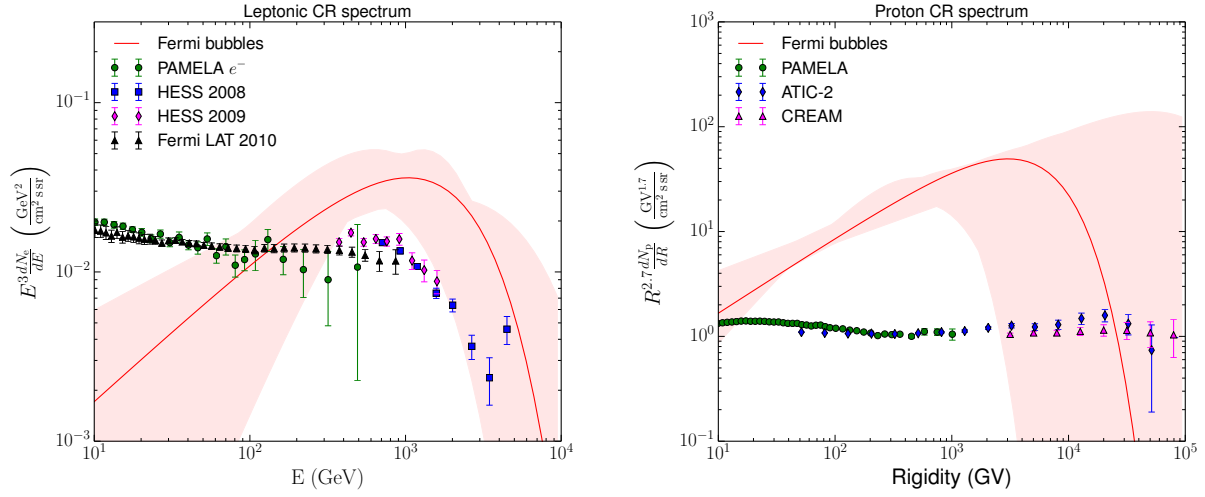 Leptonic CR spectrum
Fermi bubbles
PAMELA e⁻
HESS 2008
HESS 2009
Fermi LAT 2010
E³ dNₑ/dE (GeV²/cm² s sr)
10⁻¹
10⁻²
10⁻³
10¹ 10² 10³ 10⁴
E (GeV)
Proton CR spectrum
Fermi bubbles
PAMELA
ATIC-2
CREAM
R^2.7 dNₚ/dR (GV^1.7/cm² s sr)
10³
10²
10¹
10⁰
10⁻¹
10¹ 10² 10³ 10⁴ 10⁵
Rigidity (GV)